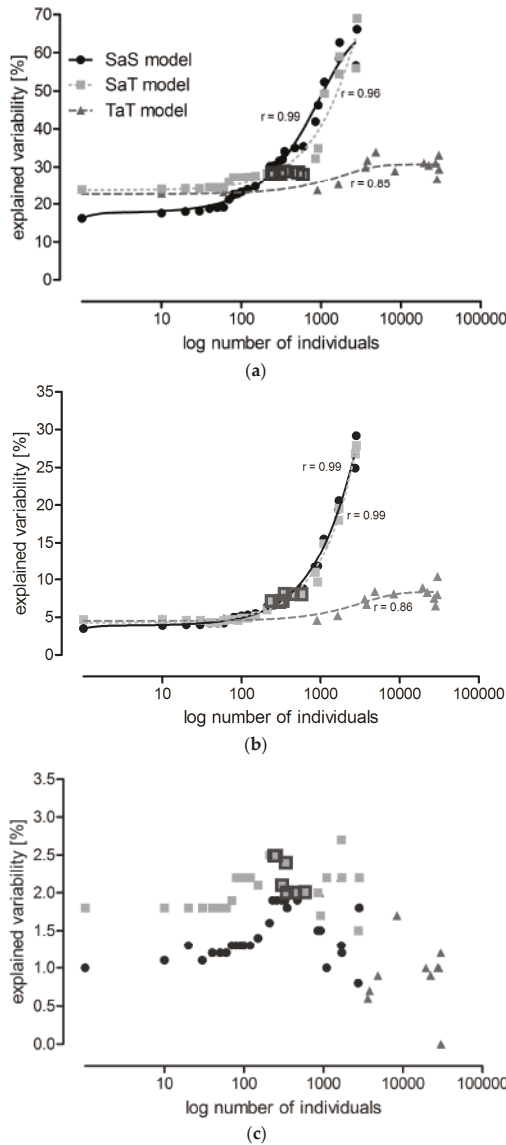 70
60
50
40
30
20
10
0
explained variability [%]
SaS model
SaT model
TaT model
r = 0.99
r = 0.96
r = 0.85
10 100 1000 10000 100000
log number of individuals
(a)
35
30
25
20
15
10
5
0
explained variability [%]
r = 0.99
r = 0.99
r = 0.86
10 100 1000 10000 100000
log number of individuals
(b)
3.5
3.0
2.5
2.0
1.5
1.0
0.5
0.0
explained variability [%]
10 100 1000 10000 100000
log number of individuals
(c)